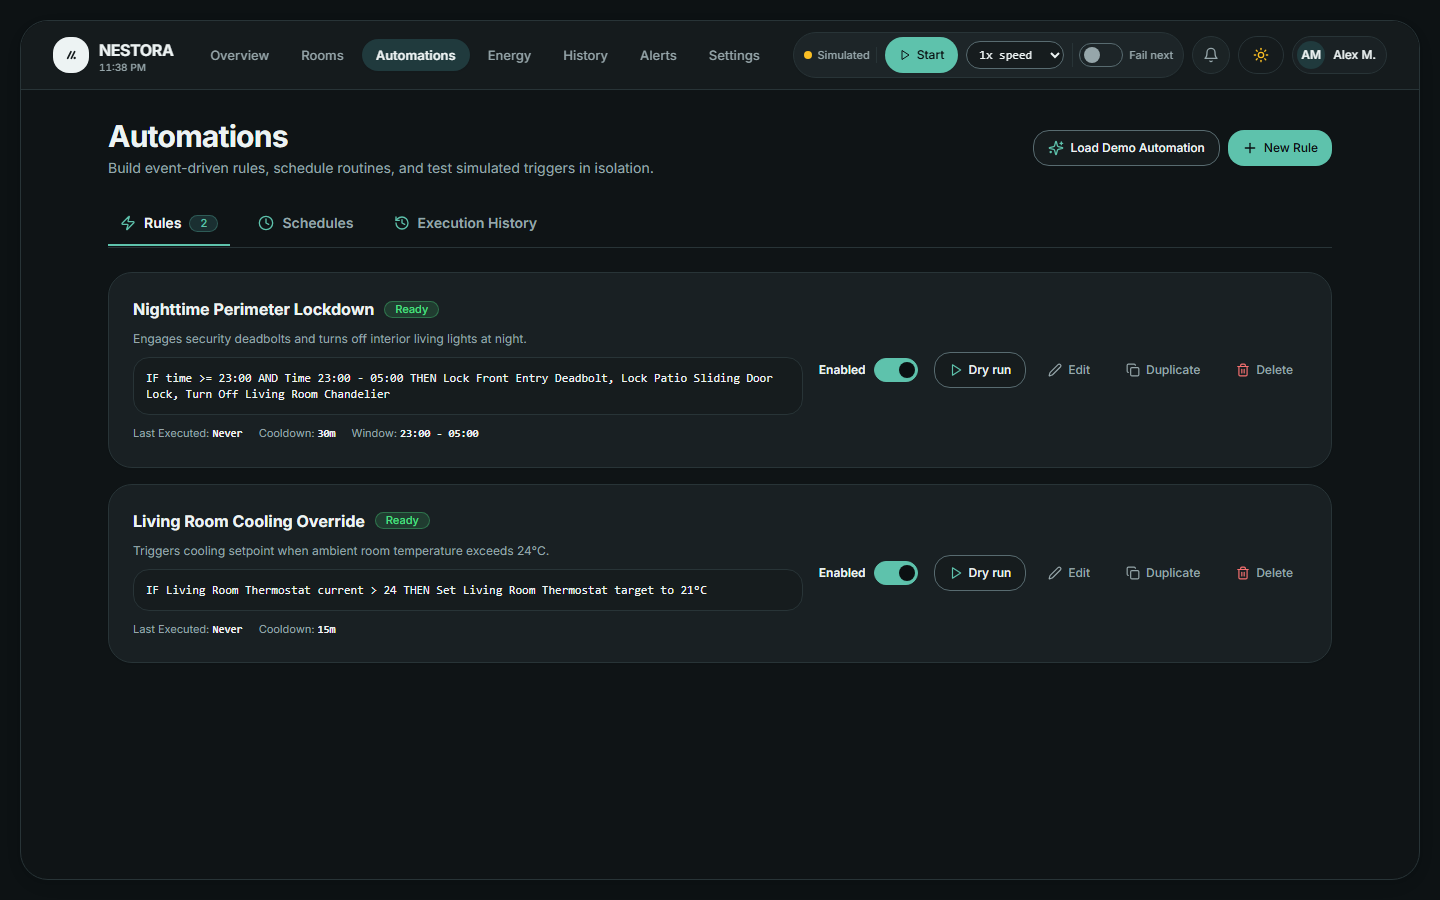 NESTORA
11:38 PM
Overview
Rooms
Automations
Energy
History
Alerts
Settings
Simulated
Start
1x speed
Fail next
AM
Alex M.
Automations
Build event-driven rules, schedule routines, and test simulated triggers in isolation.
Load Demo Automation
New Rule
Rules 2
Schedules
Execution History
Nighttime Perimeter Lockdown Ready
Engages security deadbolts and turns off interior living lights at night.
IF time >= 23:00 AND Time 23:00 - 05:00 THEN Lock Front Entry Deadbolt, Lock Patio Sliding Door
Lock, Turn Off Living Room Chandelier
Last Executed: Never Cooldown: 30m Window: 23:00 - 05:00
Enabled
Dry run
Edit
Duplicate
Delete
Living Room Cooling Override Ready
Triggers cooling setpoint when ambient room temperature exceeds 24°C.
IF Living Room Thermostat current > 24 THEN Set Living Room Thermostat target to 21°C
Last Executed: Never Cooldown: 15m
Enabled
Dry run
Edit
Duplicate
Delete